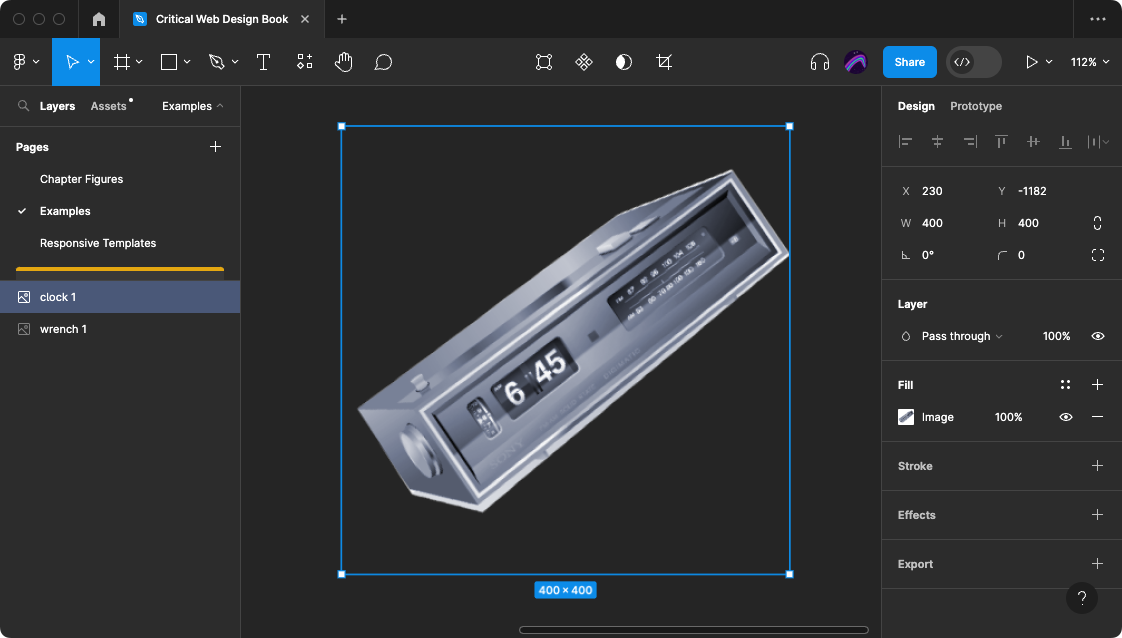 Critical Web Design Book
Share
112%
Layers Assets Examples
Design Prototype
Pages
Chapter Figures
Examples
Responsive Templates
clock 1
wrench 1
X 230 Y -1182
W 400 H 400
0° 0
Layer
Pass through 100%
Fill
Image 100%
Stroke
Effects
Export
6 45
SONY
400 × 400
?